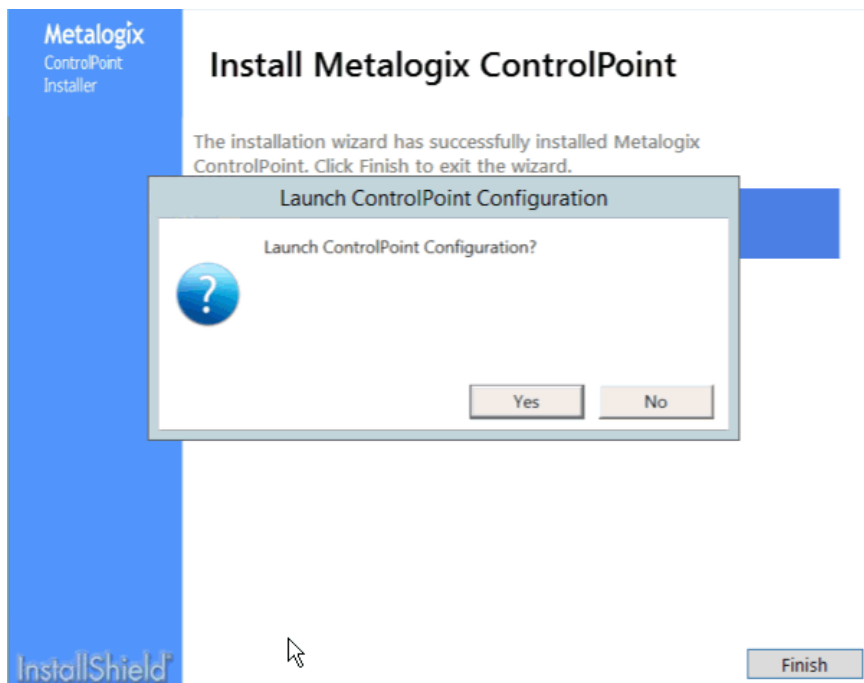 Metalogix
ControlPoint
Installer
Install Metalogix ControlPoint
The installation wizard has successfully installed Metalogix
ControlPoint. Click Finish to exit the wizard.
Launch ControlPoint Configuration
Launch ControlPoint Configuration?
?
Yes
No
InstallShield®
Finish